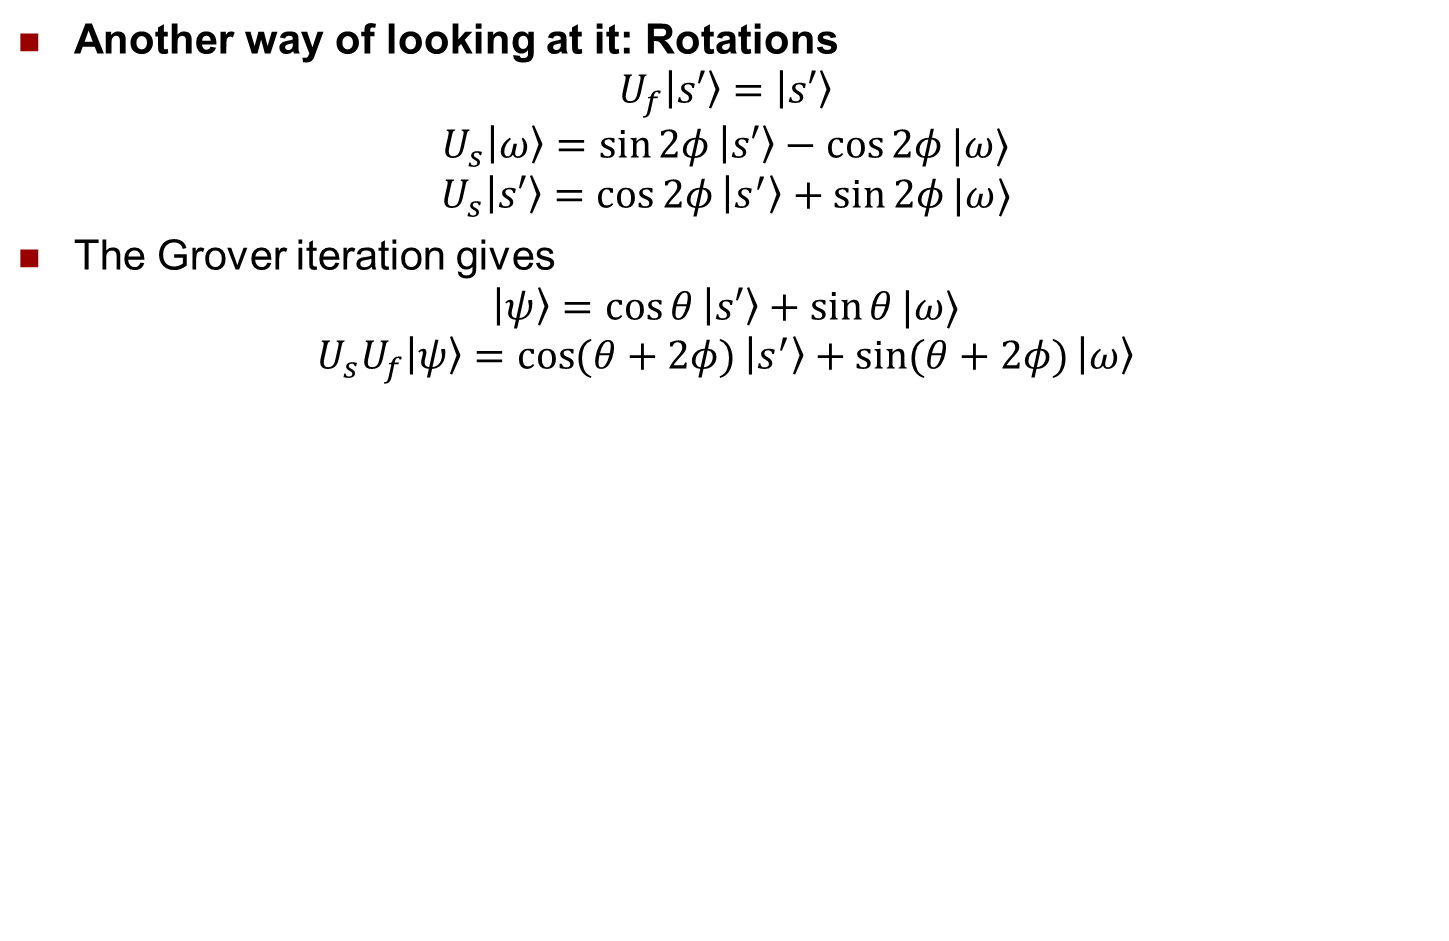 ■ Another way of looking at it: Rotations
U_f|s′⟩ = |s′⟩
U_s|ω⟩ = sin 2ϕ |s′⟩ − cos 2ϕ |ω⟩
U_s|s′⟩ = cos 2ϕ |s′⟩ + sin 2ϕ |ω⟩
■ The Grover iteration gives
|ψ⟩ = cos θ |s′⟩ + sin θ |ω⟩
U_sU_f|ψ⟩ = cos(θ + 2ϕ) |s′⟩ + sin(θ + 2ϕ) |ω⟩